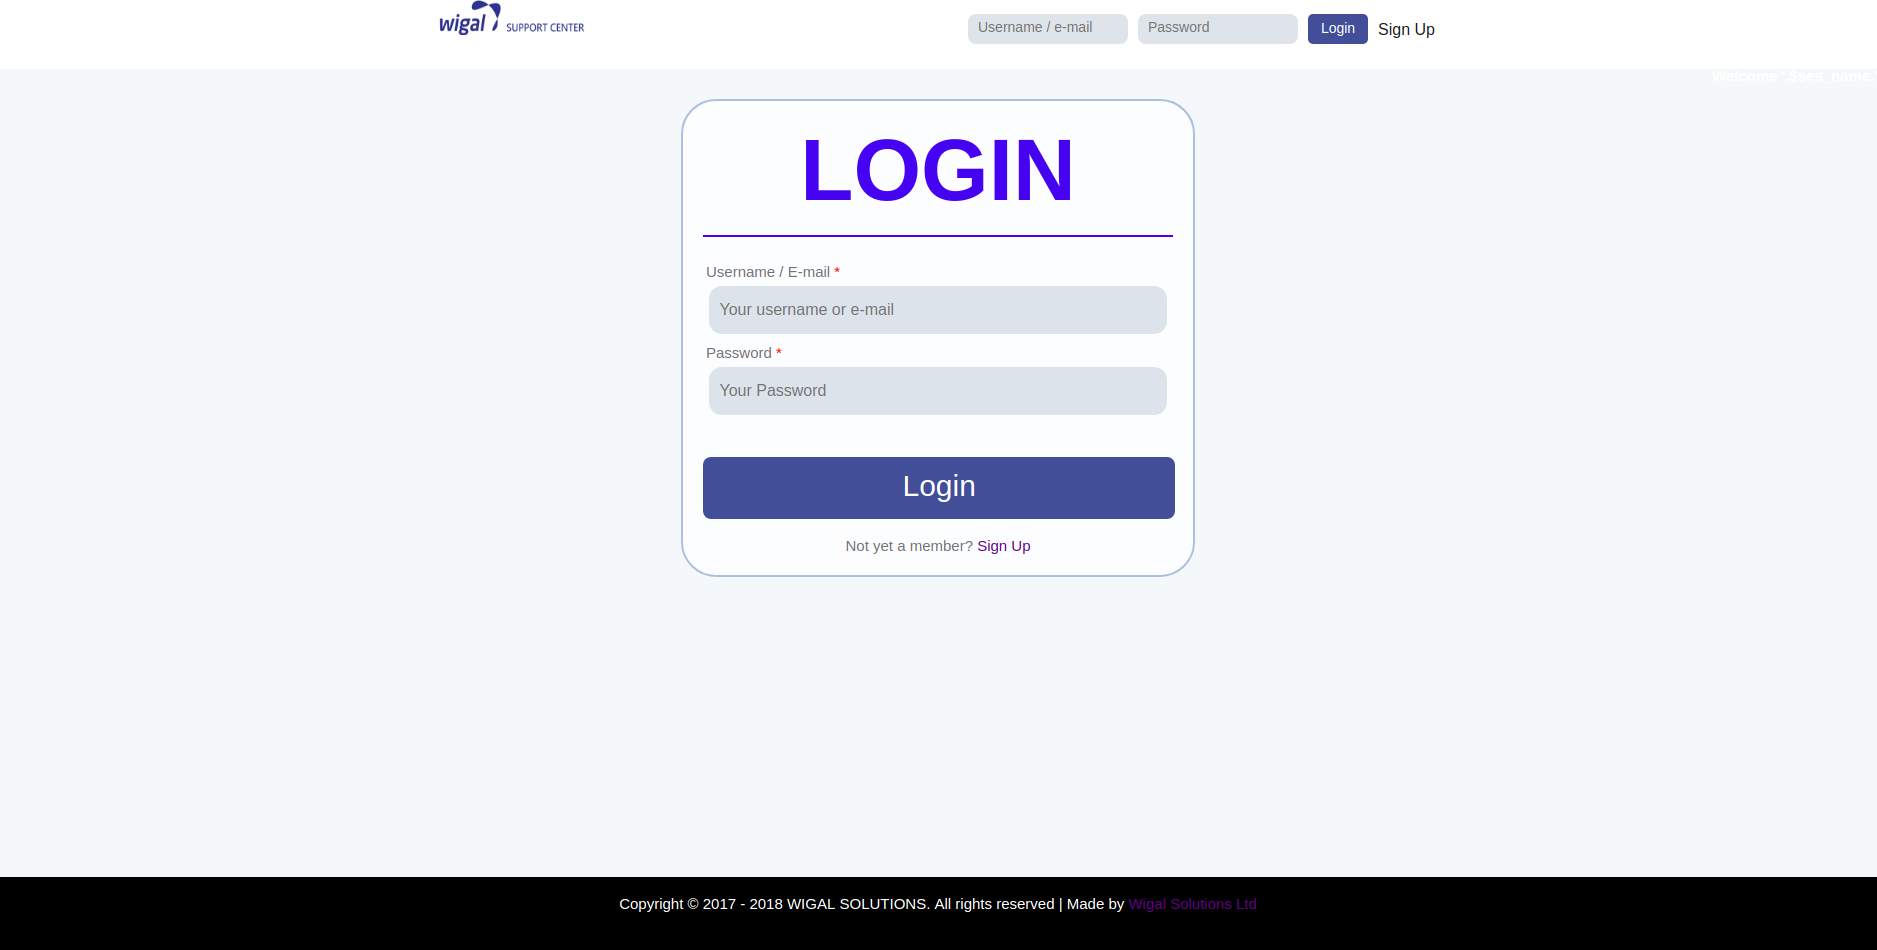 wigal SUPPORT CENTER
Username / e-mail
Password
Login
Sign Up
Welcome '.$ses_name.'
LOGIN
Username / E-mail *
Your username or e-mail
Password *
Your Password
Login
Not yet a member? Sign Up
Copyright © 2017 - 2018 WIGAL SOLUTIONS. All rights reserved | Made by Wigal Solutions Ltd